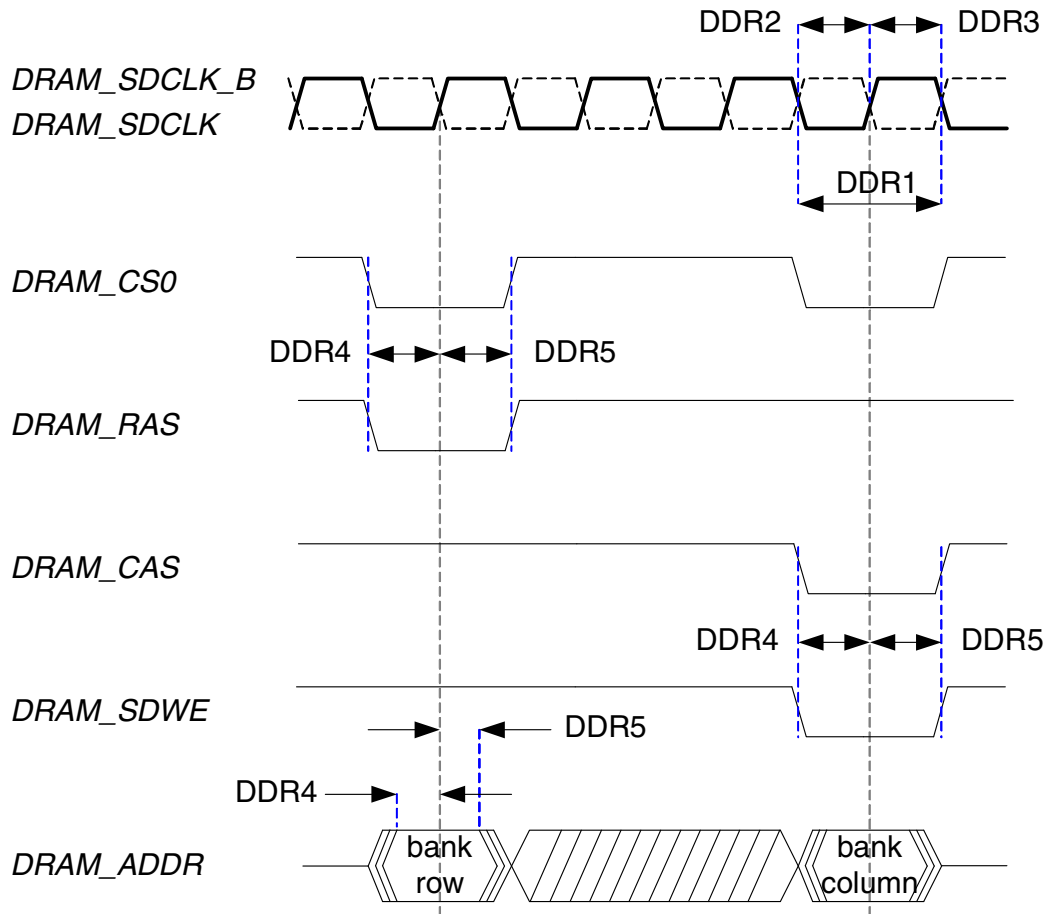 DDR2
DDR3
DRAM_SDCLK_B
DRAM_SDCLK
DDR1
DRAM_CS0
DDR4
DDR5
DRAM_RAS
DRAM_CAS
DDR4
DDR5
DRAM_SDWE
DDR5
DDR4
DRAM_ADDR
bank
row
bank
column